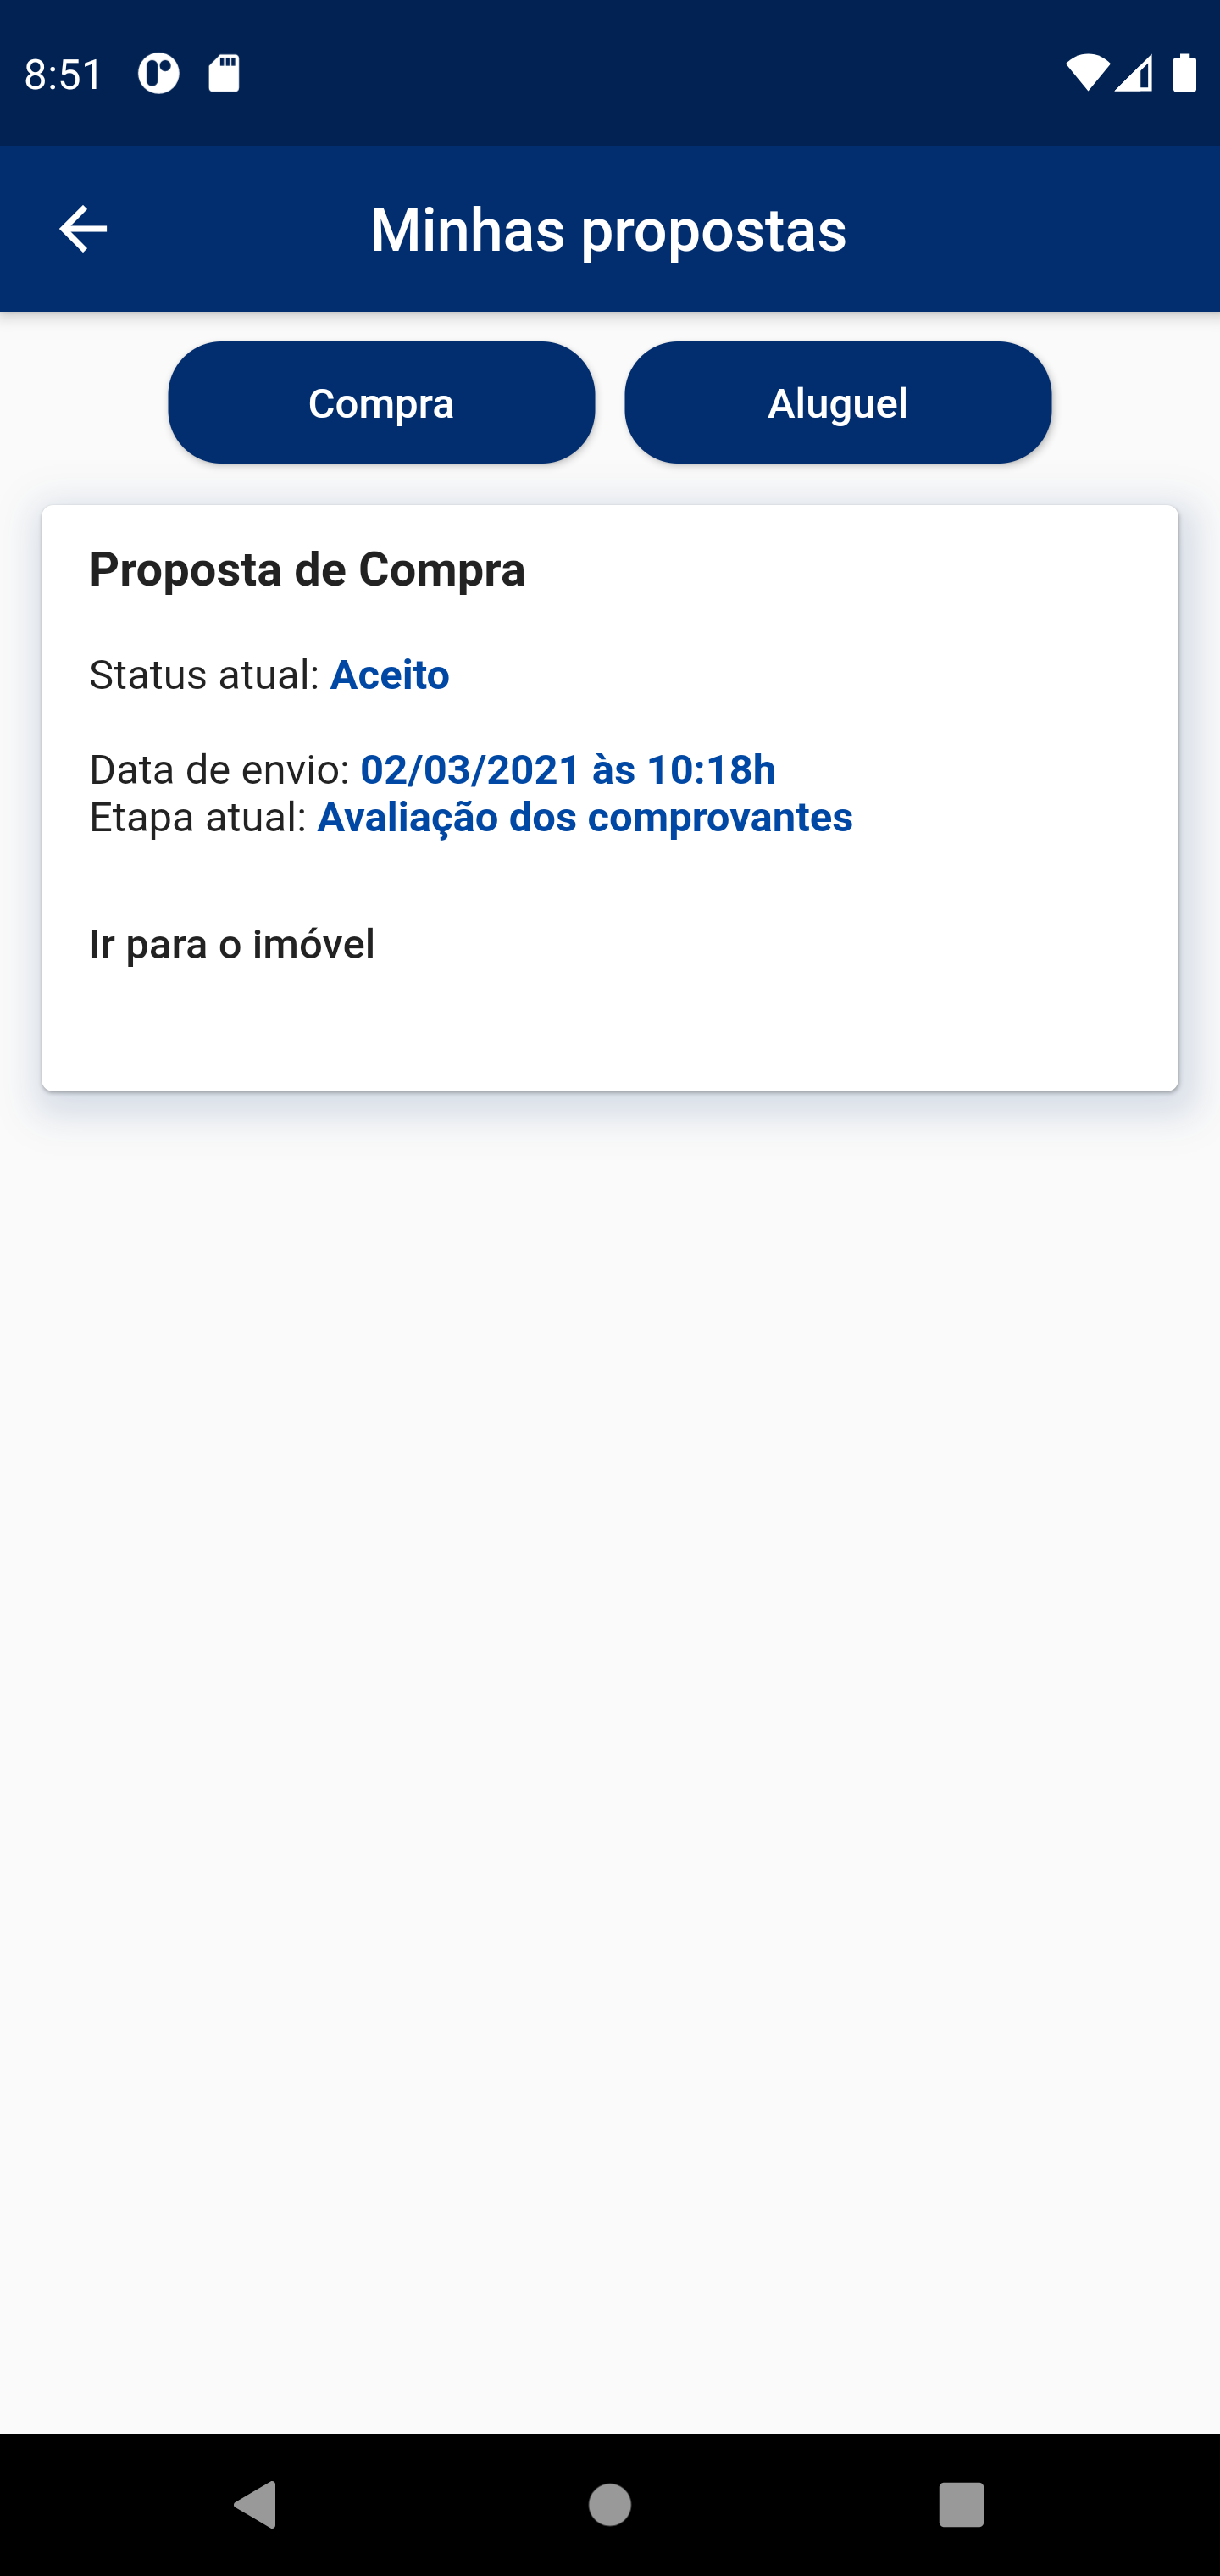 8:51
Minhas propostas
Compra Aluguel
Proposta de Compra
Status atual: Aceito
Data de envio: 02/03/2021 às 10:18h
Etapa atual: Avaliação dos comprovantes
Ir para o imóvel